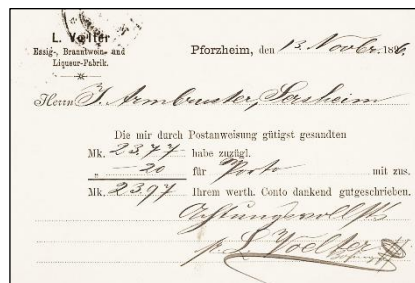 L. Voelter
Essig-, Branntwein- und
Liqueur-Fabrik.
Pforzheim, den 13. Novbr. 1886.
Herrn J. Armbruster, Sersheim
Die mir durch Postanweisung gütigst gesandten
Mk. 23,77 habe zuzügl.
" —20 für Porto mit zus.
Mk. 23.97 Ihrem werth. Conto dankend gutgeschrieben.
Achtungsvollst
p. L. Voelter